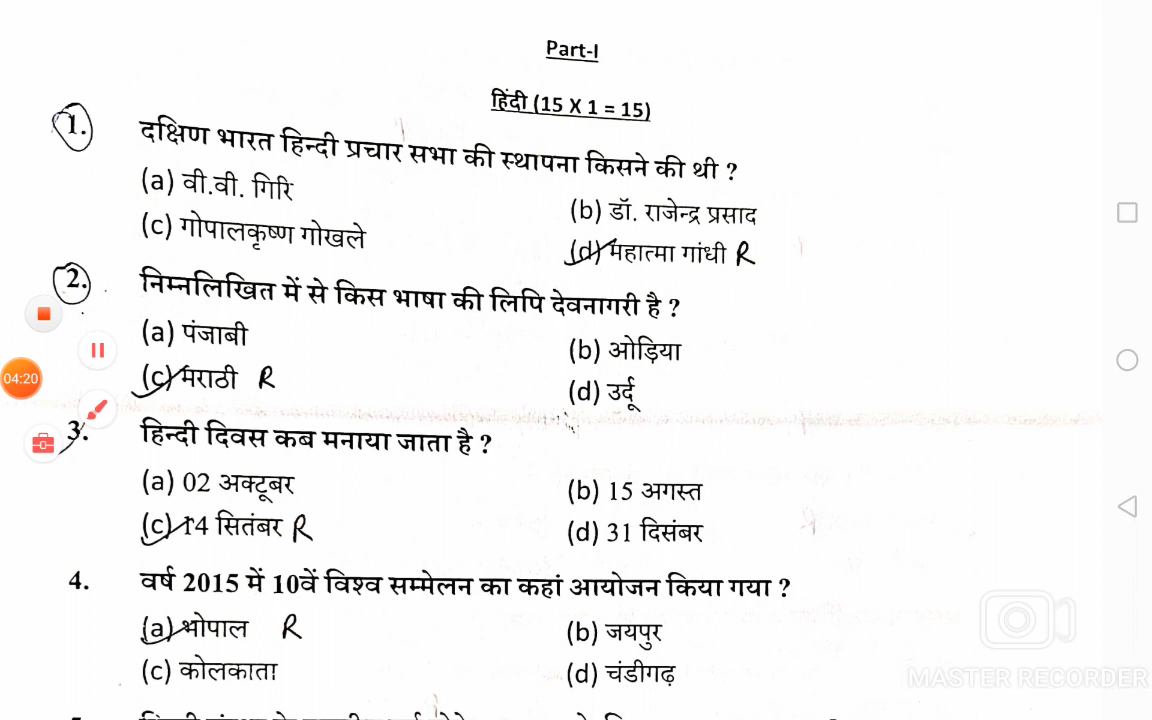 Part-I
हिंदी (15 X 1 = 15)
1. दक्षिण भारत हिन्दी प्रचार सभा की स्थापना किसने की थी ?
(a) वी.वी. गिरि
(b) डॉ. राजेन्द्र प्रसाद
(c) गोपालकृष्ण गोखले
(d) महात्मा गांधी R
2. निम्नलिखित में से किस भाषा की लिपि देवनागरी है ?
(a) पंजाबी
(b) ओड़िया
(c) मराठी R
(d) उर्दू
04:20
3. हिन्दी दिवस कब मनाया जाता है ?
(a) 02 अक्टूबर
(b) 15 अगस्त
(c) 14 सितंबर R
(d) 31 दिसंबर
4. वर्ष 2015 में 10वें विश्व सम्मेलन का कहां आयोजन किया गया ?
(a) भोपाल R
(b) जयपुर
(c) कोलकाता
(d) चंडीगढ़
MASTER RECORDER